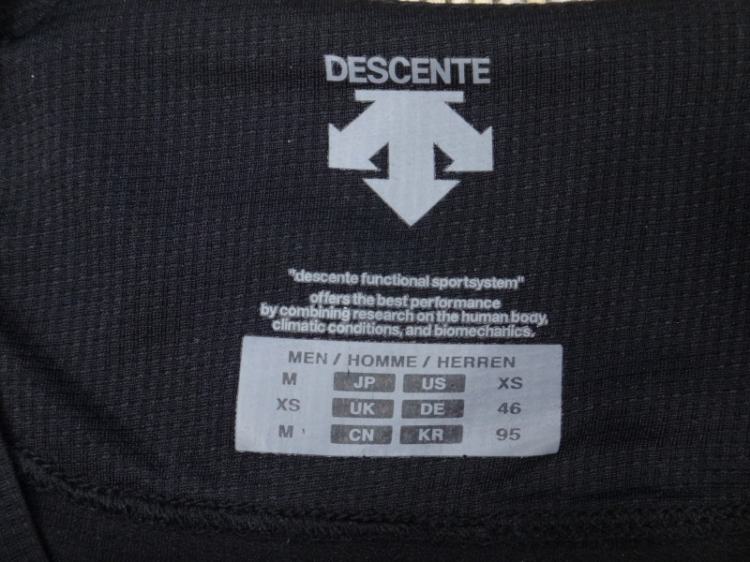 DESCENTE
"descente functional sportsystem"
offers the best performance
by combining research on the human body,
climatic conditions, and biomechanics.
MEN / HOMME / HERREN
M JP US XS
XS UK DE 46
M CN KR 95